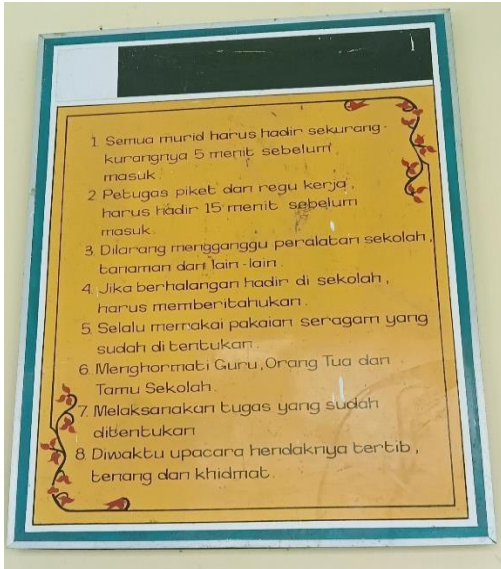 1. Semua murid harus hadir sekurang-
kurangnya 5 menit sebelum
masuk.
2. Petugas piket dan regu kerja,
harus hadir 15 menit sebelum
masuk.
3. Dilarang mengganggu peralatan sekolah,
tanaman dan lain-lain.
4. Jika berhalangan hadir di sekolah,
harus memberitahukan.
5. Selalu memakai pakaian seragam yang
sudah di tentukan.
6. Menghormati Guru, Orang Tua dan
Tamu Sekolah.
7. Melaksanakan tugas yang sudah
ditentukan
8. Diwaktu upacara hendaknya tertib,
tenang dan khidmat.